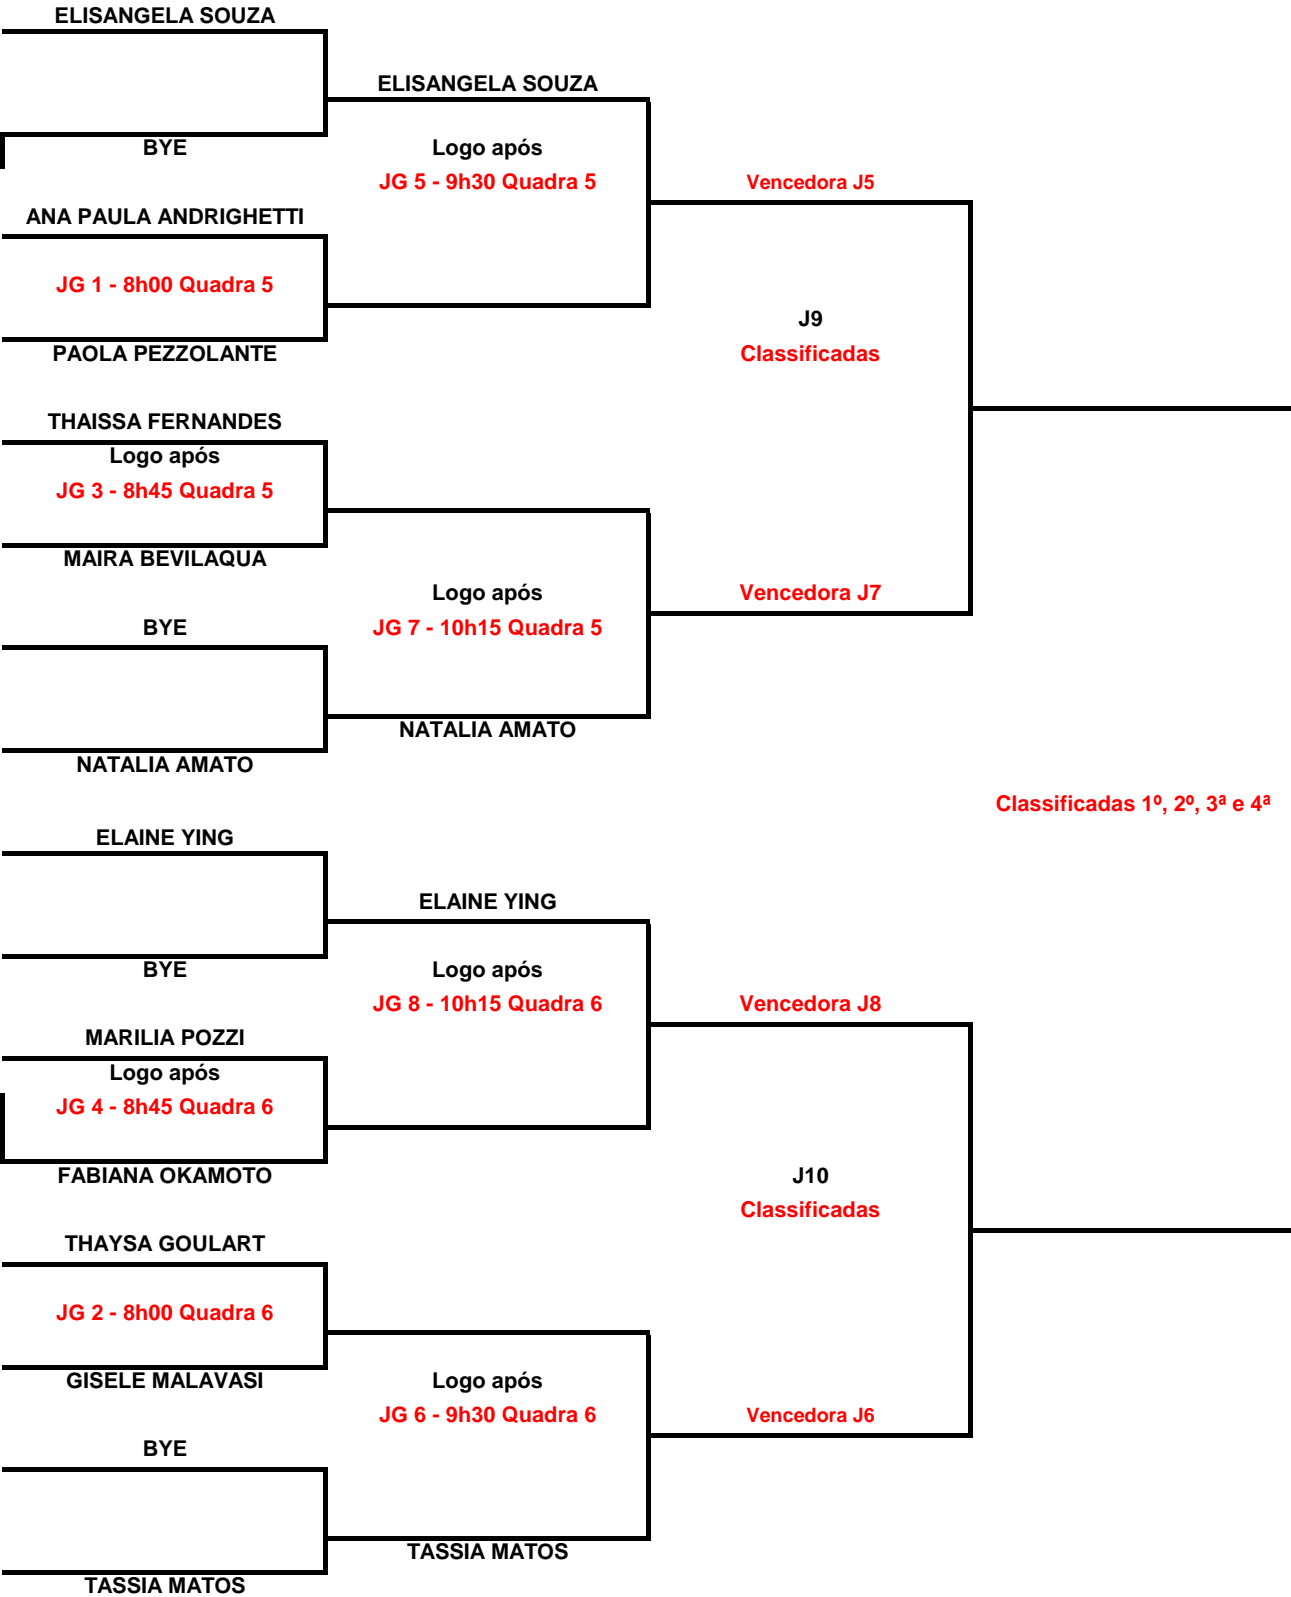 ELISANGELA SOUZA
ELISANGELA SOUZA
BYE
Logo após
JG 5 - 9h30 Quadra 5
Vencedora J5
ANA PAULA ANDRIGHETTI
JG 1 - 8h00 Quadra 5
J9
PAOLA PEZZOLANTE
Classificadas
THAISSA FERNANDES
Logo após
JG 3 - 8h45 Quadra 5
MAIRA BEVILAQUA
Logo após
Vencedora J7
BYE
JG 7 - 10h15 Quadra 5
NATALIA AMATO
NATALIA AMATO
Classificadas 1º, 2º, 3ª e 4ª
ELAINE YING
ELAINE YING
BYE
Logo após
JG 8 - 10h15 Quadra 6
Vencedora J8
MARILIA POZZI
Logo após
JG 4 - 8h45 Quadra 6
FABIANA OKAMOTO
J10
Classificadas
THAYSA GOULART
JG 2 - 8h00 Quadra 6
GISELE MALAVASI
Logo após
JG 6 - 9h30 Quadra 6
Vencedora J6
BYE
TASSIA MATOS
TASSIA MATOS